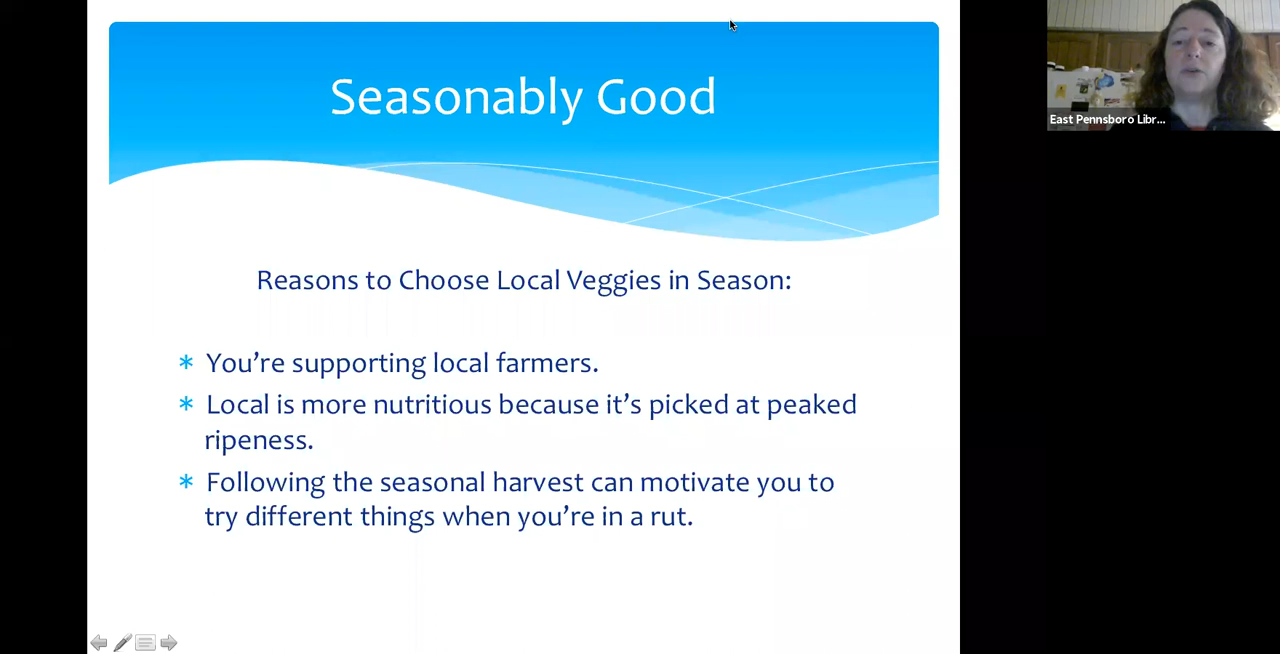 Seasonably Good
East Pennsboro Libr...
Reasons to Choose Local Veggies in Season:
* You’re supporting local farmers.
* Local is more nutritious because it’s picked at peaked
ripeness.
* Following the seasonal harvest can motivate you to
try different things when you’re in a rut.